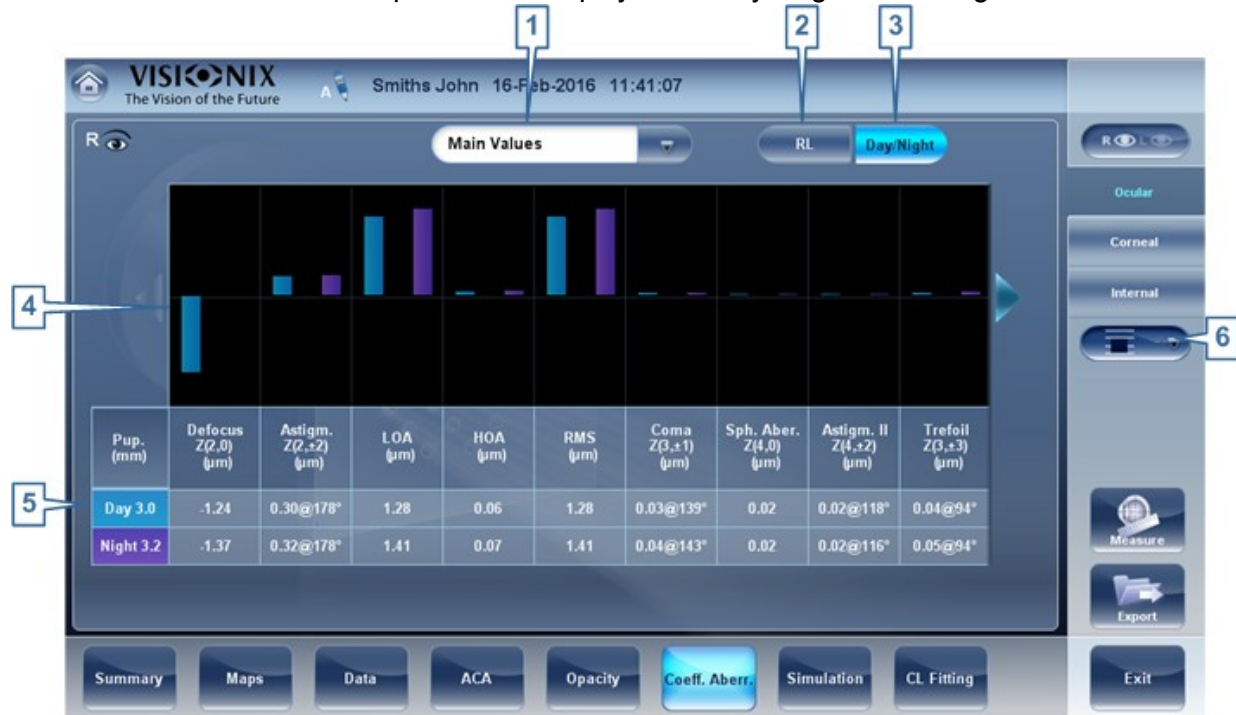 1 2 3
VISIONIX
The Vision of the Future
A
Smiths John 16-Feb-2016 11:41:07
R
Main Values
RL
Day/Night
R L
Ocular
Corneal
Internal
4
6
Pup. (mm) Defocus Z(2,0) (µm) Astigm. Z(2,±2) (µm) LOA (µm) HOA (µm) RMS (µm) Coma Z(3,±1) (µm) Sph. Aber. Z(4,0) (µm) Astigm. II Z(4,±2) (µm) Trefoil Z(3,±3) (µm)
5
Day 3.0 -1.24 0.30@178° 1.28 0.06 1.28 0.03@139° 0.02 0.02@118° 0.04@94°
Night 3.2 -1.37 0.32@178° 1.41 0.07 1.41 0.04@143° 0.02 0.02@116° 0.05@94°
Measure
Export
Summary Maps Data ACA Opacity Coeff. Aberr. Simulation CL Fitting Exit